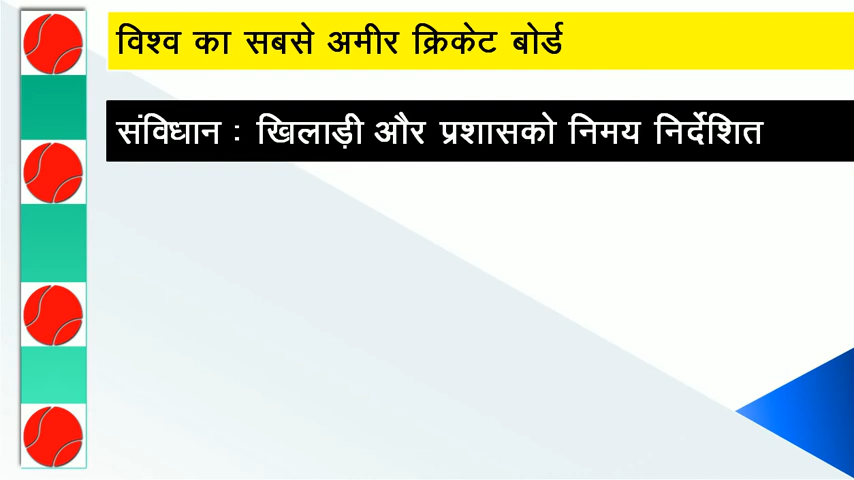 विश्व का सबसे अमीर क्रिकेट बोर्ड
संविधान : खिलाड़ी और प्रशासको निमय निर्देशित